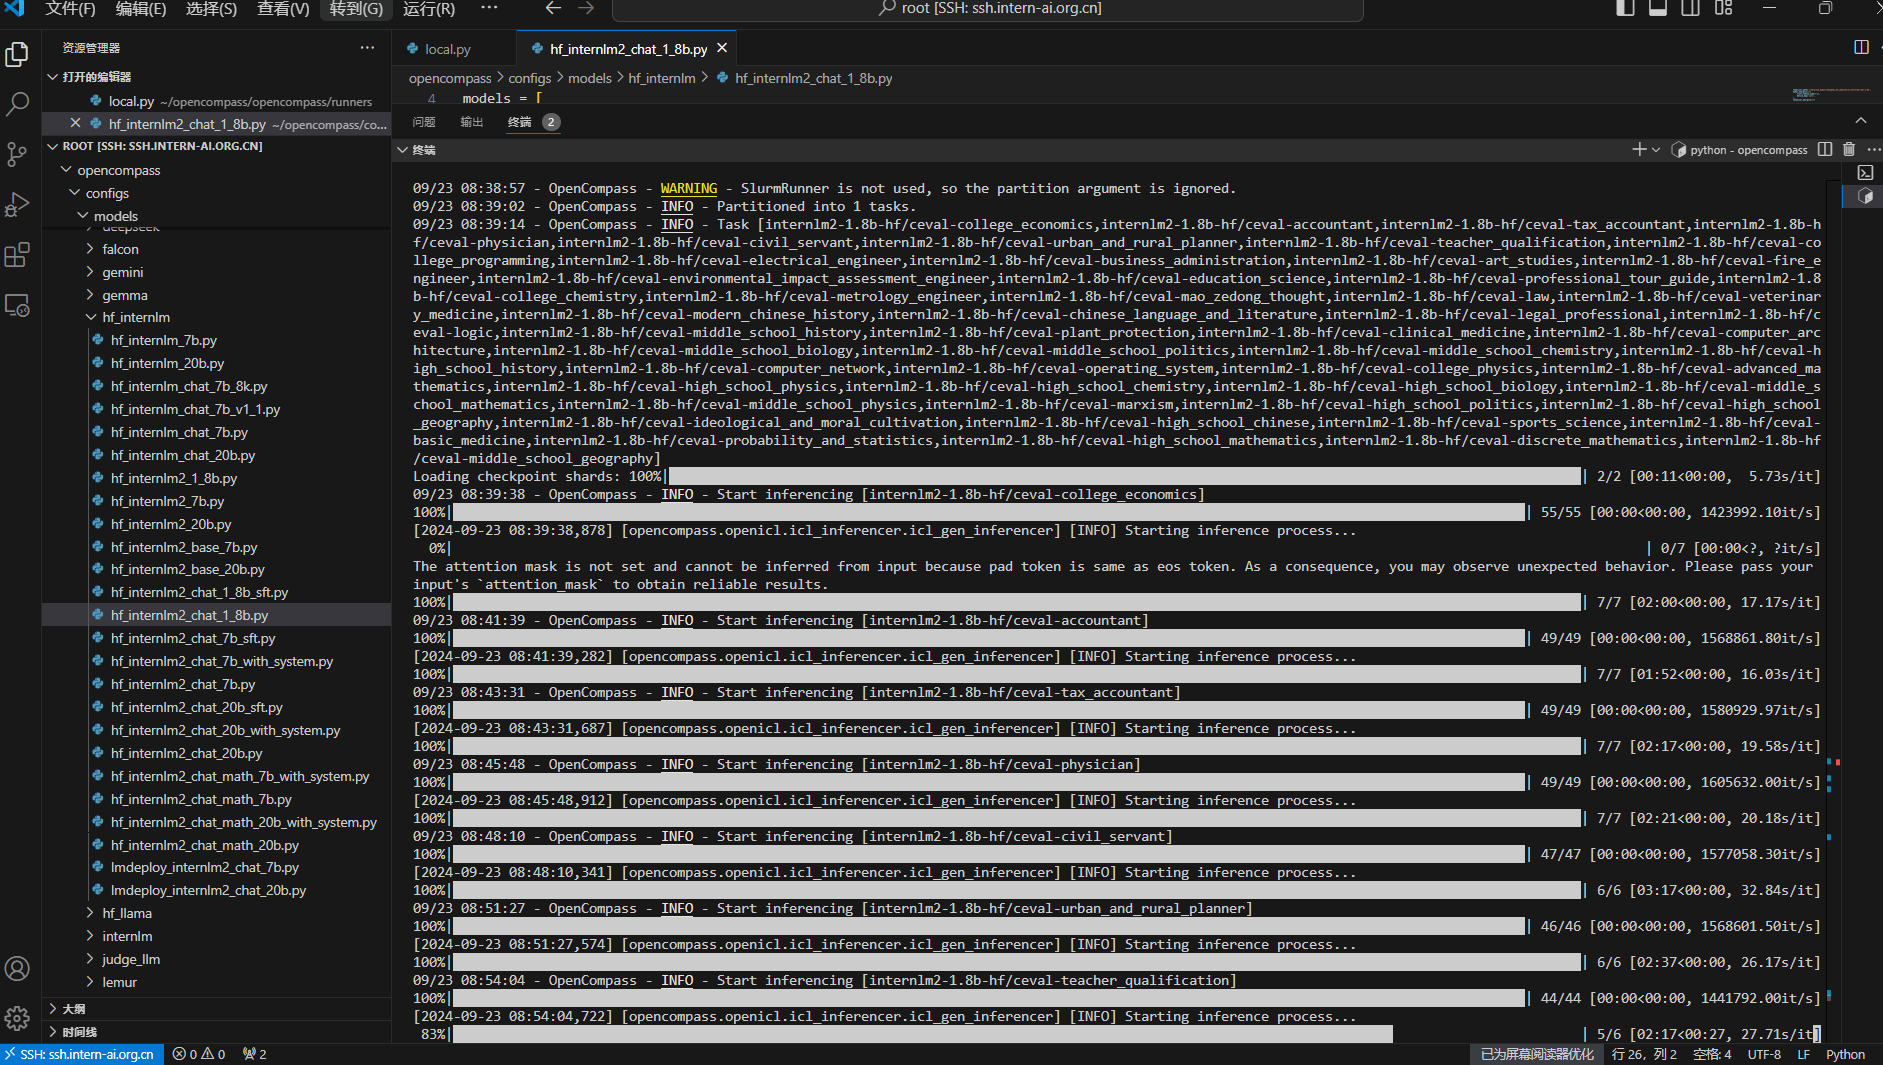 文件(F) 编辑(E) 选择(S) 查看(V) 转到(G) 运行(R) ··· root [SSH: ssh.intern-ai.org.cn]
资源管理器
打开的编辑器
local.py ~/opencompass/opencompass/runners
hf_internlm2_chat_1_8b.py ~/opencompass/co...
ROOT [SSH: SSH.INTERN-AI.ORG.CN]
opencompass
configs
models
deepseek
falcon
gemini
gemma
hf_internlm
hf_internlm_7b.py
hf_internlm_20b.py
hf_internlm_chat_7b_8k.py
hf_internlm_chat_7b_v1_1.py
hf_internlm_chat_7b.py
hf_internlm_chat_20b.py
hf_internlm2_1_8b.py
hf_internlm2_7b.py
hf_internlm2_20b.py
hf_internlm2_base_7b.py
hf_internlm2_base_20b.py
hf_internlm2_chat_1_8b_sft.py
hf_internlm2_chat_1_8b.py
hf_internlm2_chat_7b_sft.py
hf_internlm2_chat_7b_with_system.py
hf_internlm2_chat_7b.py
hf_internlm2_chat_20b_sft.py
hf_internlm2_chat_20b_with_system.py
hf_internlm2_chat_20b.py
hf_internlm2_chat_math_7b_with_system.py
hf_internlm2_chat_math_7b.py
hf_internlm2_chat_math_20b_with_system.py
hf_internlm2_chat_math_20b.py
lmdeploy_internlm2_chat_7b.py
lmdeploy_internlm2_chat_20b.py
hf_llama
internlm
judge_llm
lemur
大纲
时间线
local.py hf_internlm2_chat_1_8b.py
opencompass > configs > models > hf_internlm > hf_internlm2_chat_1_8b.py
4 models = [
问题 输出 终端 2
终端 python - opencompass
09/23 08:38:57 - OpenCompass - WARNING - SlurmRunner is not used, so the partition argument is ignored.
09/23 08:39:02 - OpenCompass - INFO - Partitioned into 1 tasks.
09/23 08:39:14 - OpenCompass - INFO - Task [internlm2-1.8b-hf/ceval-college_economics,internlm2-1.8b-hf/ceval-accountant,internlm2-1.8b-hf/ceval-tax_accountant,internlm2-1.8b-h
f/ceval-physician,internlm2-1.8b-hf/ceval-civil_servant,internlm2-1.8b-hf/ceval-urban_and_rural_planner,internlm2-1.8b-hf/ceval-teacher_qualification,internlm2-1.8b-hf/ceval-co
llege_programming,internlm2-1.8b-hf/ceval-electrical_engineer,internlm2-1.8b-hf/ceval-business_administration,internlm2-1.8b-hf/ceval-art_studies,internlm2-1.8b-hf/ceval-fire_e
ngineer,internlm2-1.8b-hf/ceval-environmental_impact_assessment_engineer,internlm2-1.8b-hf/ceval-education_science,internlm2-1.8b-hf/ceval-professional_tour_guide,internlm2-1.8
b-hf/ceval-college_chemistry,internlm2-1.8b-hf/ceval-metrology_engineer,internlm2-1.8b-hf/ceval-mao_zedong_thought,internlm2-1.8b-hf/ceval-law,internlm2-1.8b-hf/ceval-veterinar
y_medicine,internlm2-1.8b-hf/ceval-modern_chinese_history,internlm2-1.8b-hf/ceval-chinese_language_and_literature,internlm2-1.8b-hf/ceval-legal_professional,internlm2-1.8b-hf/c
eval-logic,internlm2-1.8b-hf/ceval-middle_school_history,internlm2-1.8b-hf/ceval-plant_protection,internlm2-1.8b-hf/ceval-clinical_medicine,internlm2-1.8b-hf/ceval-computer_arc
hitecture,internlm2-1.8b-hf/ceval-middle_school_biology,internlm2-1.8b-hf/ceval-middle_school_politics,internlm2-1.8b-hf/ceval-middle_school_chemistry,internlm2-1.8b-hf/ceval-h
igh_school_history,internlm2-1.8b-hf/ceval-computer_network,internlm2-1.8b-hf/ceval-operating_system,internlm2-1.8b-hf/ceval-college_physics,internlm2-1.8b-hf/ceval-advanced_ma
thematics,internlm2-1.8b-hf/ceval-high_school_physics,internlm2-1.8b-hf/ceval-high_school_chemistry,internlm2-1.8b-hf/ceval-high_school_biology,internlm2-1.8b-hf/ceval-middle_s
chool_mathematics,internlm2-1.8b-hf/ceval-middle_school_physics,internlm2-1.8b-hf/ceval-marxism,internlm2-1.8b-hf/ceval-high_school_politics,internlm2-1.8b-hf/ceval-high_school
_geography,internlm2-1.8b-hf/ceval-ideological_and_moral_cultivation,internlm2-1.8b-hf/ceval-high_school_chinese,internlm2-1.8b-hf/ceval-sports_science,internlm2-1.8b-hf/ceval-
basic_medicine,internlm2-1.8b-hf/ceval-probability_and_statistics,internlm2-1.8b-hf/ceval-high_school_mathematics,internlm2-1.8b-hf/ceval-discrete_mathematics,internlm2-1.8b-hf
/ceval-middle_school_geography]
Loading checkpoint shards: 100%| | 2/2 [00:11<00:00, 5.73s/it]
09/23 08:39:38 - OpenCompass - INFO - Start inferencing [internlm2-1.8b-hf/ceval-college_economics]
100%| | 55/55 [00:00<00:00, 1423992.10it/s]
[2024-09-23 08:39:38,878] [opencompass.openicl.icl_inferencer.icl_gen_inferencer] [INFO] Starting inference process...
0%| | 0/7 [00:00<?, ?it/s]
The attention mask is not set and cannot be inferred from input because pad token is same as eos token. As a consequence, you may observe unexpected behavior. Please pass your
input's `attention_mask` to obtain reliable results.
100%| | 7/7 [02:00<00:00, 17.17s/it]
09/23 08:41:39 - OpenCompass - INFO - Start inferencing [internlm2-1.8b-hf/ceval-accountant]
100%| | 49/49 [00:00<00:00, 1568861.80it/s]
[2024-09-23 08:41:39,282] [opencompass.openicl.icl_inferencer.icl_gen_inferencer] [INFO] Starting inference process...
100%| | 7/7 [01:52<00:00, 16.03s/it]
09/23 08:43:31 - OpenCompass - INFO - Start inferencing [internlm2-1.8b-hf/ceval-tax_accountant]
100%| | 49/49 [00:00<00:00, 1580929.97it/s]
[2024-09-23 08:43:31,687] [opencompass.openicl.icl_inferencer.icl_gen_inferencer] [INFO] Starting inference process...
100%| | 7/7 [02:17<00:00, 19.58s/it]
09/23 08:45:48 - OpenCompass - INFO - Start inferencing [internlm2-1.8b-hf/ceval-physician]
100%| | 49/49 [00:00<00:00, 1605632.00it/s]
[2024-09-23 08:45:48,912] [opencompass.openicl.icl_inferencer.icl_gen_inferencer] [INFO] Starting inference process...
100%| | 7/7 [02:21<00:00, 20.18s/it]
09/23 08:48:10 - OpenCompass - INFO - Start inferencing [internlm2-1.8b-hf/ceval-civil_servant]
100%| | 47/47 [00:00<00:00, 1577058.30it/s]
[2024-09-23 08:48:10,341] [opencompass.openicl.icl_inferencer.icl_gen_inferencer] [INFO] Starting inference process...
100%| | 6/6 [03:17<00:00, 32.84s/it]
09/23 08:51:27 - OpenCompass - INFO - Start inferencing [internlm2-1.8b-hf/ceval-urban_and_rural_planner]
100%| | 46/46 [00:00<00:00, 1568601.50it/s]
[2024-09-23 08:51:27,574] [opencompass.openicl.icl_inferencer.icl_gen_inferencer] [INFO] Starting inference process...
100%| | 6/6 [02:37<00:00, 26.17s/it]
09/23 08:54:04 - OpenCompass - INFO - Start inferencing [internlm2-1.8b-hf/ceval-teacher_qualification]
100%| | 44/44 [00:00<00:00, 1441792.00it/s]
[2024-09-23 08:54:04,722] [opencompass.openicl.icl_inferencer.icl_gen_inferencer] [INFO] Starting inference process...
83%| | 5/6 [02:17<00:27, 27.71s/it]
SSH: ssh.intern-ai.org.cn 0 0 2 已为屏幕阅读器优化 行 26, 列 2 空格: 4 UTF-8 LF Python